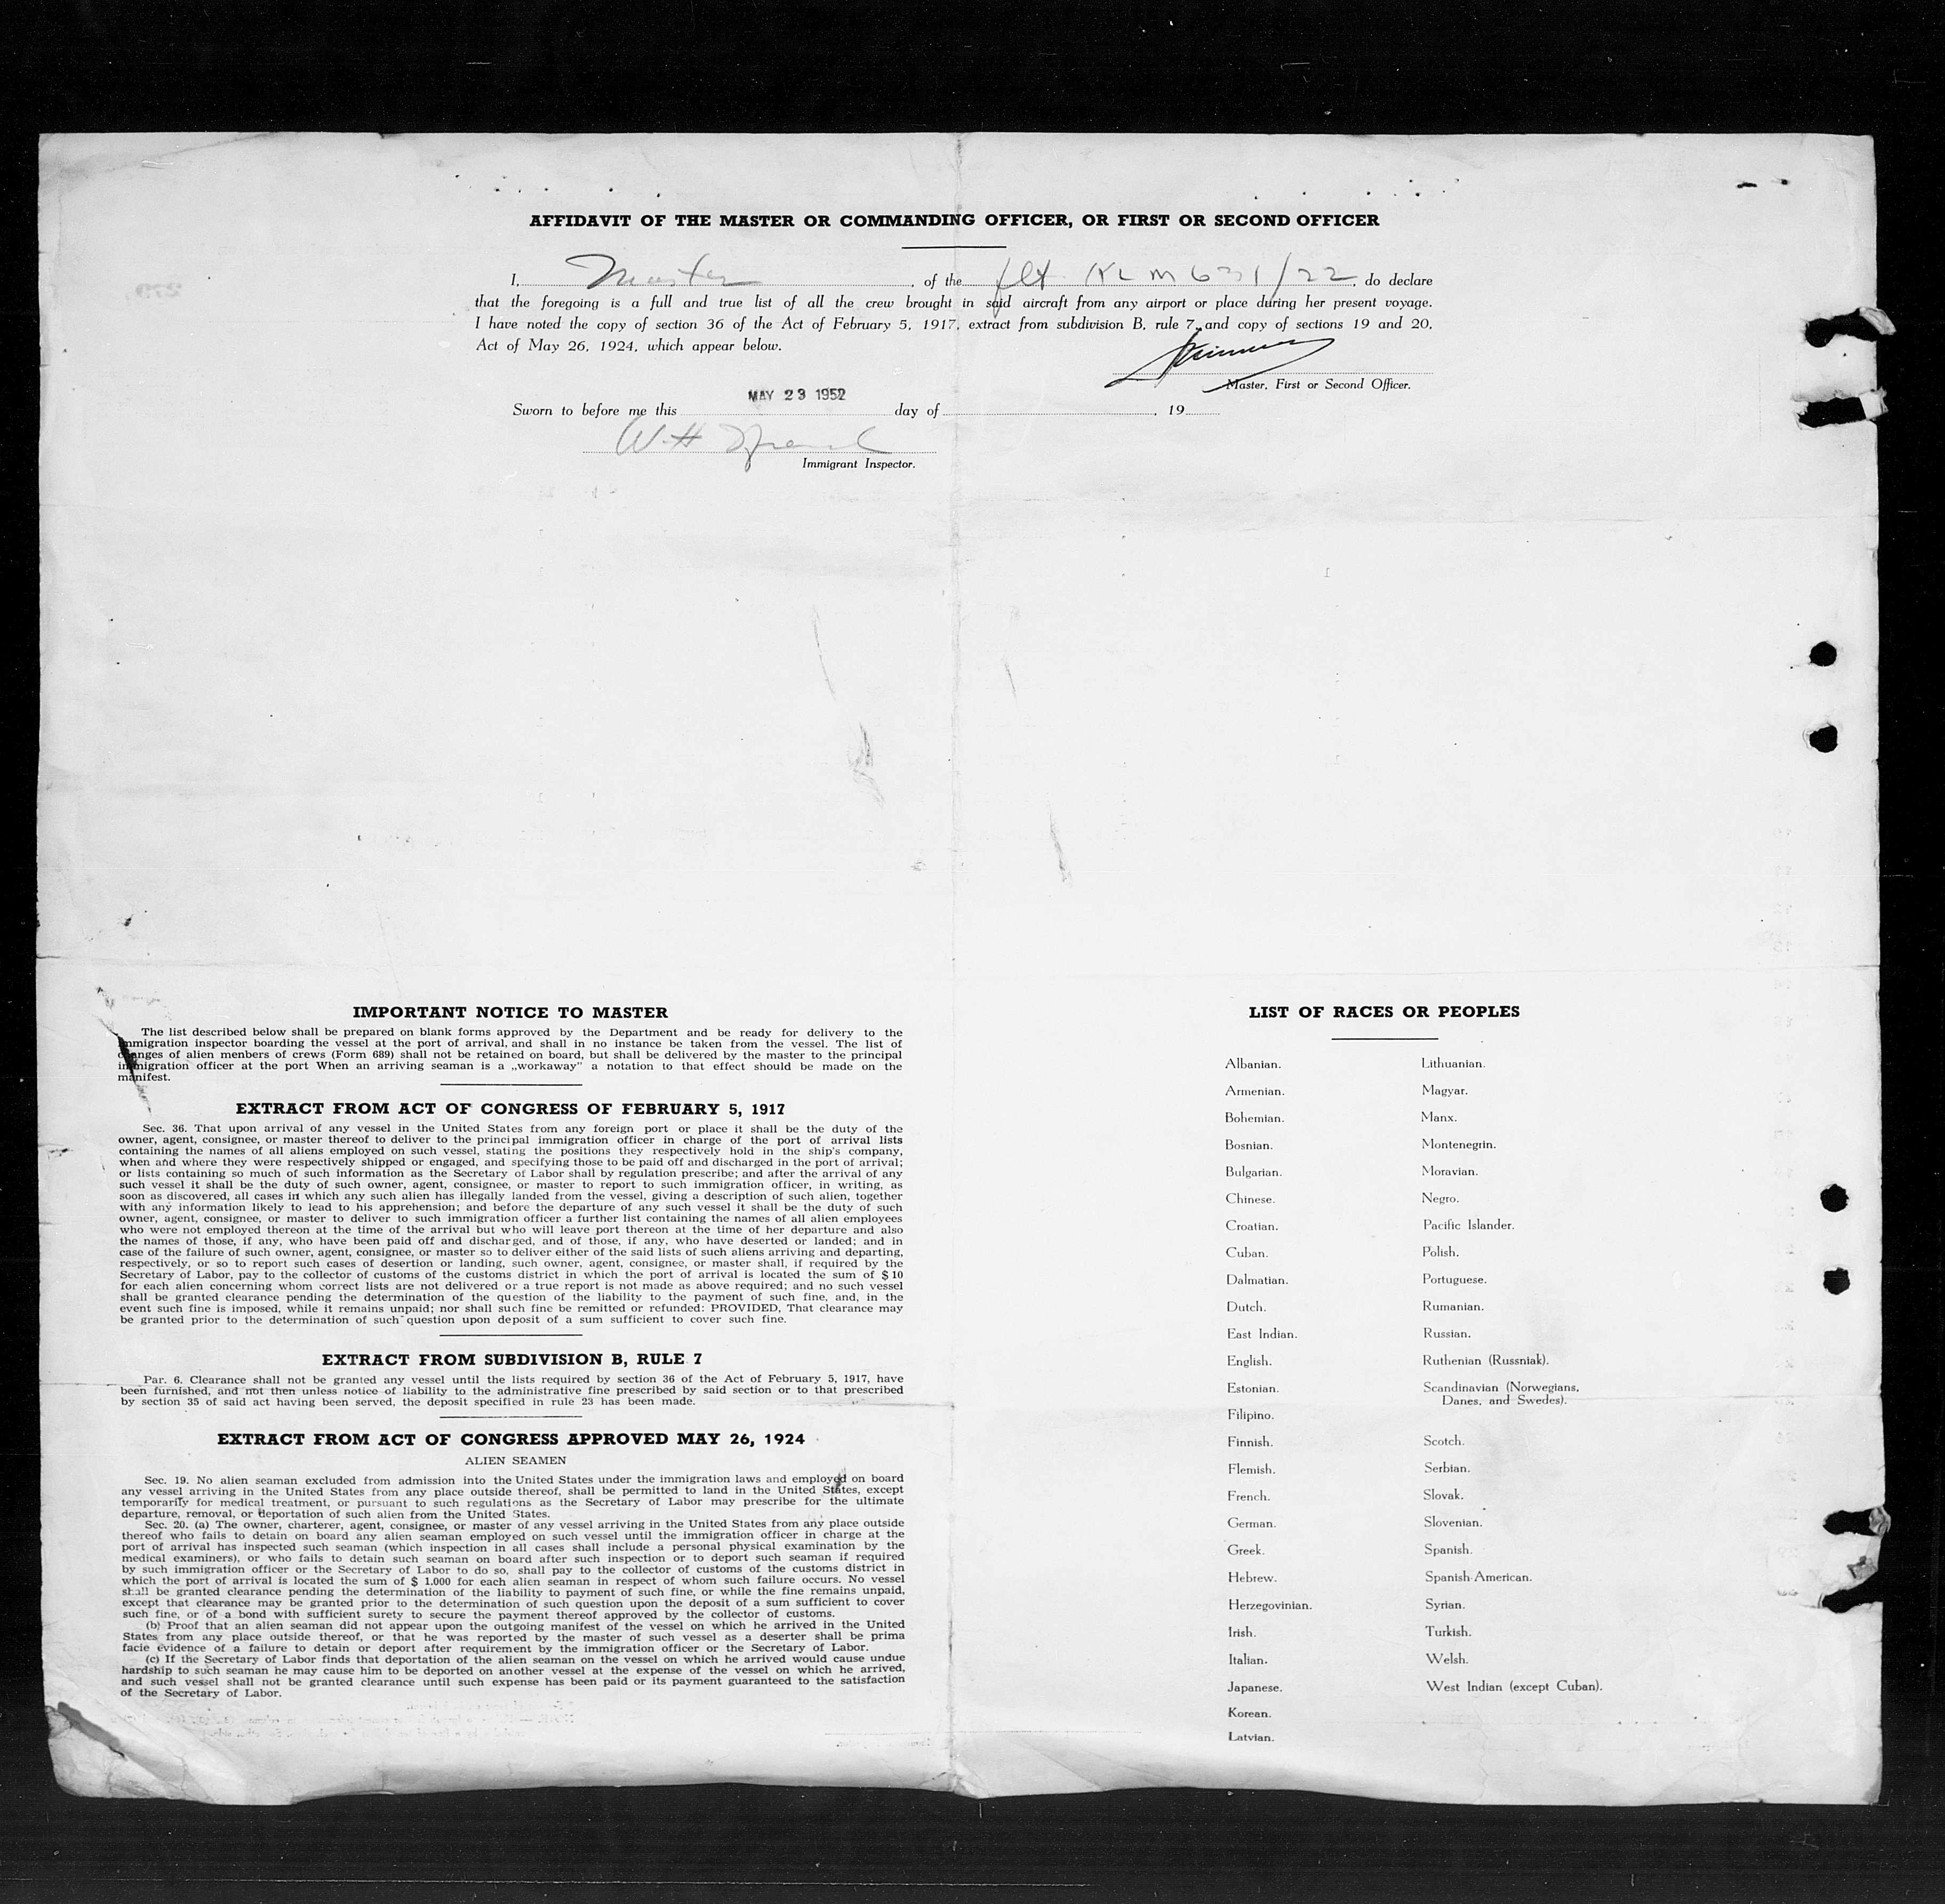 AFFIDAVIT OF THE MASTER OR COMMANDING OFFICER, OR FIRST OR SECOND OFFICER
I, Master, of the flt KLM 631/22, do declare
that the foregoing is a full and true list of all the crew brought in said aircraft from any airport or place during her present voyage.
I have noted the copy of section 36 of the Act of February 5, 1917, extract from subdivision B, rule 7, and copy of sections 19 and 20,
Act of May 26, 1924, which appear below.
Master, First or Second Officer.
MAY 23 1952
Sworn to before me this day of , 19
W. H.
Immigrant Inspector.
IMPORTANT NOTICE TO MASTER
The list described below shall be prepared on blank forms approved by the Department and be ready for delivery to the
immigration inspector boarding the vessel at the port of arrival, and shall in no instance be taken from the vessel. The list of
changes of alien menbers of crews (Form 689) shall not be retained on board, but shall be delivered by the master to the principal
immigration officer at the port When an arriving seaman is a „workaway” a notation to that effect should be made on the
manifest.
EXTRACT FROM ACT OF CONGRESS OF FEBRUARY 5, 1917
Sec. 36. That upon arrival of any vessel in the United States from any foreign port or place it shall be the duty of the
owner, agent, consignee, or master thereof to deliver to the principal immigration officer in charge of the port of arrival lists
containing the names of all aliens employed on such vessel, stating the positions they respectively hold in the ship's company,
when and where they were respectively shipped or engaged, and specifying those to be paid off and discharged in the port of arrival;
or lists containing so much of such information as the Secretary of Labor shall by regulation prescribe; and after the arrival of any
such vessel it shall be the duty of such owner, agent, consignee, or master to report to such immigration officer, in writing, as
soon as discovered, all cases in which any such alien has illegally landed from the vessel, giving a description of such alien, together
with any information likely to lead to his apprehension; and before the departure of any such vessel it shall be the duty of such
owner, agent, consignee, or master to deliver to such immigration officer a further list containing the names of all alien employees
who were not employed thereon at the time of the arrival but who will leave port thereon at the time of her departure and also
the names of those, if any, who have been paid off and discharged, and of those, if any, who have deserted or landed; and in
case of the failure of such owner, agent, consignee, or master so to deliver either of the said lists of such aliens arriving and departing,
respectively, or so to report such cases of desertion or landing, such owner, agent, consignee, or master shall, if required by the
Secretary of Labor, pay to the collector of customs of the customs district in which the port of arrival is located the sum of $ 10
for each alien concerning whom correct lists are not delivered or a true report is not made as above required; and no such vessel
shall be granted clearance pending the determination of the question of the liability to the payment of such fine, and, in the
event such fine is imposed, while it remains unpaid; nor shall such fine be remitted or refunded: PROVIDED, That clearance may
be granted prior to the determination of such question upon deposit of a sum sufficient to cover such fine.
EXTRACT FROM SUBDIVISION B, RULE 7
Par. 6. Clearance shall not be granted any vessel until the lists required by section 36 of the Act of February 5, 1917, have
been furnished, and not then unless notice of liability to the administrative fine prescribed by said section or to that prescribed
by section 35 of said act having been served, the deposit specified in rule 23 has been made.
EXTRACT FROM ACT OF CONGRESS APPROVED MAY 26, 1924
ALIEN SEAMEN
Sec. 19. No alien seaman excluded from admission into the United States under the immigration laws and employed on board
any vessel arriving in the United States from any place outside thereof, shall be permitted to land in the United States, except
temporarily for medical treatment, or pursuant to such regulations as the Secretary of Labor may prescribe for the ultimate
departure, removal, or deportation of such alien from the United States.
Sec. 20. (a) The owner, charterer, agent, consignee, or master of any vessel arriving in the United States from any place outside
thereof who fails to detain on board any alien seaman employed on such vessel until the immigration officer in charge at the
port of arrival has inspected such seaman (which inspection in all cases shall include a personal physical examination by the
medical examiners), or who fails to detain such seaman on board after such inspection or to deport such seaman if required
by such immigration officer or the Secretary of Labor to do so, shall pay to the collector of customs of the customs district in
which the port of arrival is located the sum of $ 1.000 for each alien seaman in respect of whom such failure occurs. No vessel
shall be granted clearance pending the determination of the liability to payment of such fine, or while the fine remains unpaid,
except that clearance may be granted prior to the determination of such question upon the deposit of a sum sufficient to cover
such fine, or of a bond with sufficient surety to secure the payment thereof approved by the collector of customs.
(b) Proof that an alien seaman did not appear upon the outgoing manifest of the vessel on which he arrived in the United
States from any place outside thereof, or that he was reported by the master of such vessel as a deserter shall be prima
facie evidence of a failure to detain or deport after requirement by the immigration officer or the Secretary of Labor.
(c) If the Secretary of Labor finds that deportation of the alien seaman on the vessel on which he arrived would cause undue
hardship to such seaman he may cause him to be deported on another vessel at the expense of the vessel on which he arrived,
and such vessel shall not be granted clearance until such expense has been paid or its payment guaranteed to the satisfaction
of the Secretary of Labor.
LIST OF RACES OR PEOPLES
Albanian.
Armenian.
Bohemian.
Bosnian.
Bulgarian.
Chinese.
Croatian.
Cuban.
Dalmatian.
Dutch.
East Indian.
English.
Estonian.
Filipino.
Finnish.
Flemish.
French.
German.
Greek.
Hebrew.
Herzegovinian.
Irish.
Italian.
Japanese.
Korean.
Latvian.
Lithuanian.
Magyar.
Manx.
Montenegrin.
Moravian.
Negro.
Pacific Islander.
Polish.
Portuguese.
Rumanian.
Russian.
Ruthenian (Russniak).
Scandinavian (Norwegians,
Danes, and Swedes).
Scotch.
Serbian.
Slovak.
Slovenian.
Spanish.
Spanish-American.
Syrian.
Turkish.
Welsh.
West Indian (except Cuban).